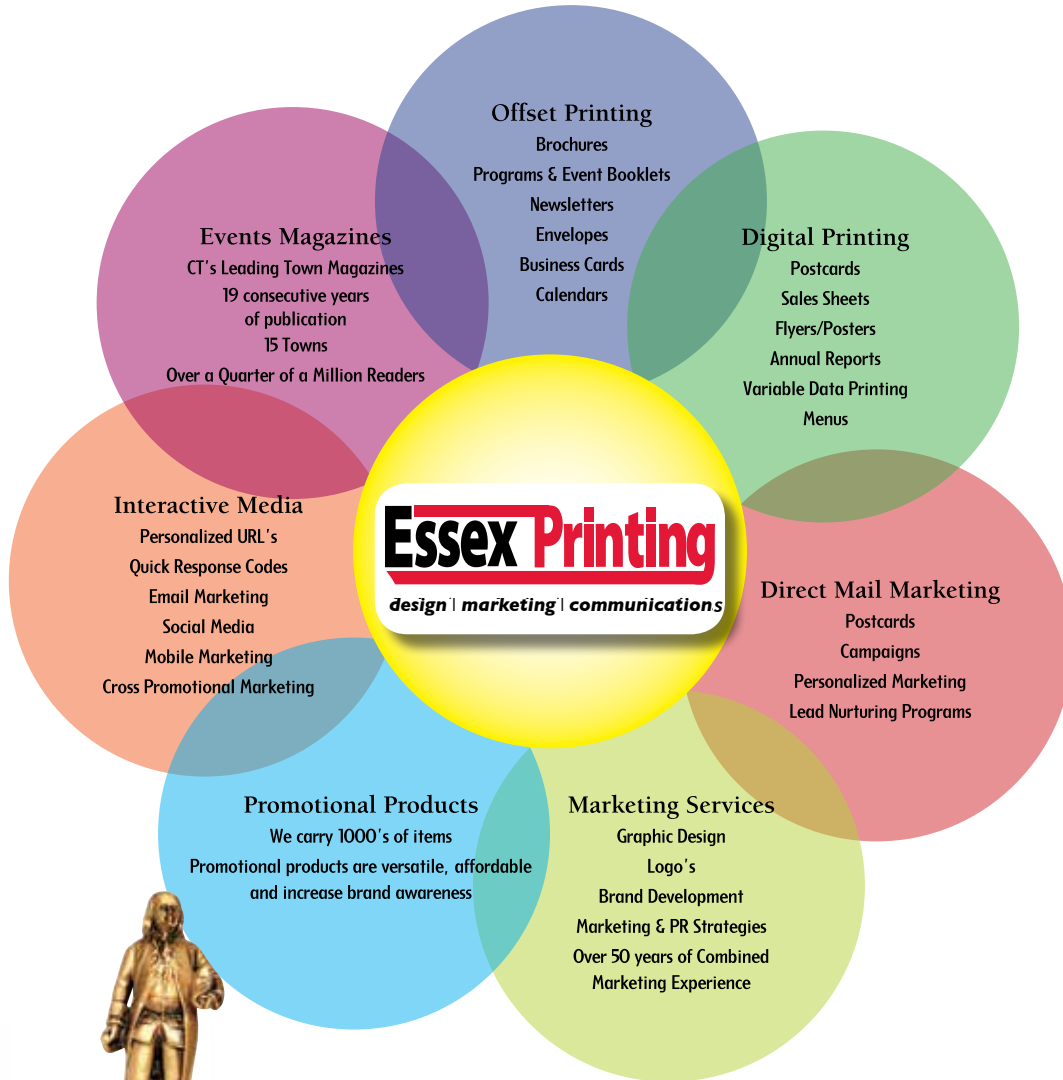 Offset Printing
Brochures
Programs & Event Booklets
Newsletters
Envelopes
Business Cards
Calendars
Digital Printing
Postcards
Sales Sheets
Flyers/Posters
Annual Reports
Variable Data Printing
Menus
Direct Mail Marketing
Postcards
Campaigns
Personalized Marketing
Lead Nurturing Programs
Marketing Services
Graphic Design
Logo's
Brand Development
Marketing & PR Strategies
Over 50 years of Combined
Marketing Experience
Promotional Products
We carry 1000's of items
Promotional products are versatile, affordable
and increase brand awareness
Interactive Media
Personalized URL's
Quick Response Codes
Email Marketing
Social Media
Mobile Marketing
Cross Promotional Marketing
Events Magazines
CT's Leading Town Magazines
19 consecutive years
of publication
15 Towns
Over a Quarter of a Million Readers
Essex Printing
design | marketing | communications